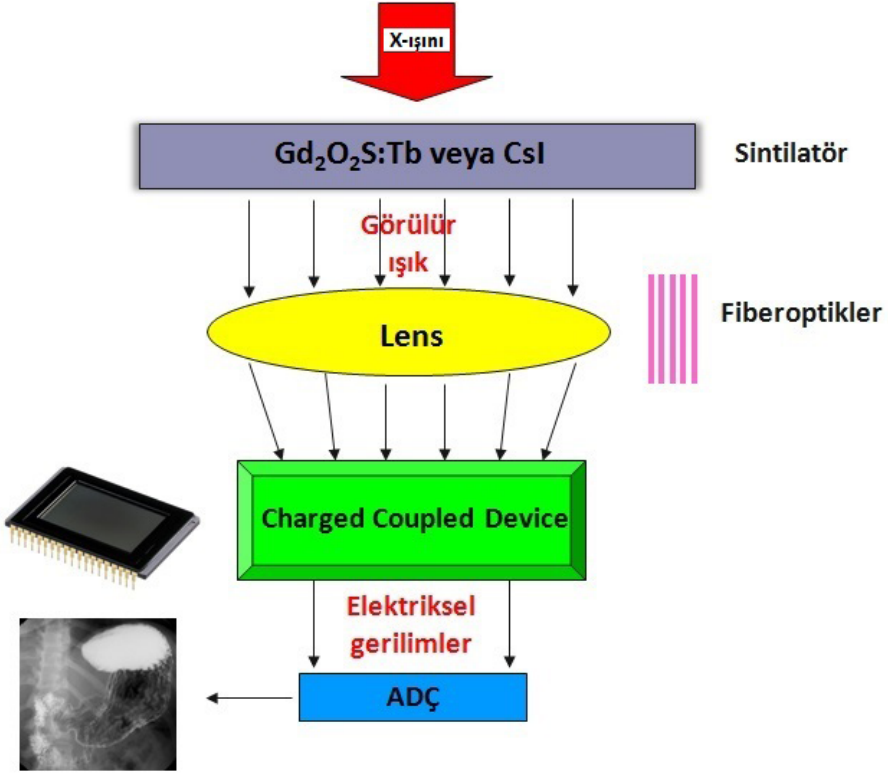 X-ışını
Gd₂O₂S:Tb veya CsI
Sintilatör
Görülür
ışık
Fiberoptikler
Lens
Charged Coupled Device
Elektriksel
gerilimler
ADÇ